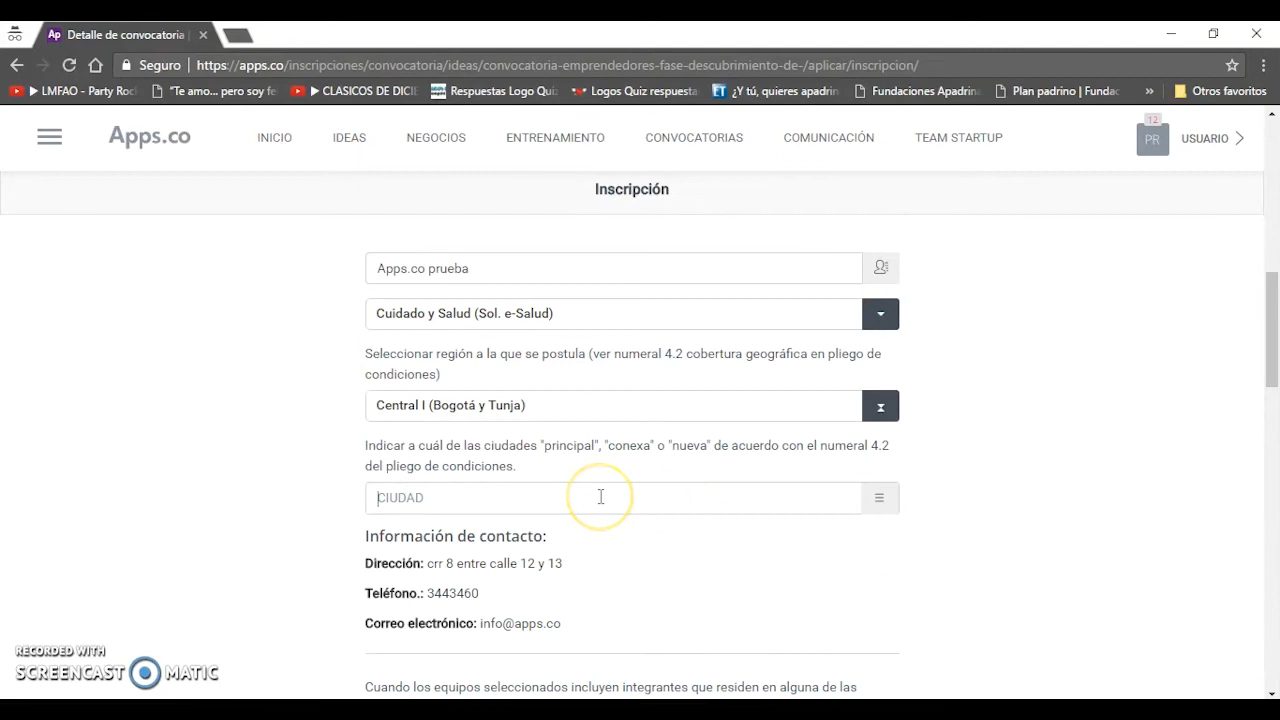 Ap Detalle de convocatoria
Seguro https://apps.co/inscripciones/convocatoria/ideas/convocatoria-emprendedores-fase-descubrimiento-de-/aplicar/inscripcion/
LMFAO - Party Roc "Te amo... pero soy fe CLASICOS DE DICIE Respuestas Logo Quiz Logos Quiz respuesta ET ¿Y tú, quieres apadrin Fundaciones Apadrina Plan padrino | Fundac » Otros favoritos
Apps.co INICIO IDEAS NEGOCIOS ENTRENAMIENTO CONVOCATORIAS COMUNICACIÓN TEAM STARTUP 12 PR USUARIO
Inscripción
Apps.co prueba
Cuidado y Salud (Sol. e-Salud)
Seleccionar región a la que se postula (ver numeral 4.2 cobertura geográfica en pliego de
condiciones)
Central I (Bogotá y Tunja)
Indicar a cuál de las ciudades "principal", "conexa" o "nueva" de acuerdo con el numeral 4.2
del pliego de condiciones.
CIUDAD
Información de contacto:
Dirección: crr 8 entre calle 12 y 13
Teléfono.: 3443460
Correo electrónico: info@apps.co
RECORDED WITH
SCREENCAST MATIC
Cuando los equipos seleccionados incluyen integrantes que residen en alguna de las